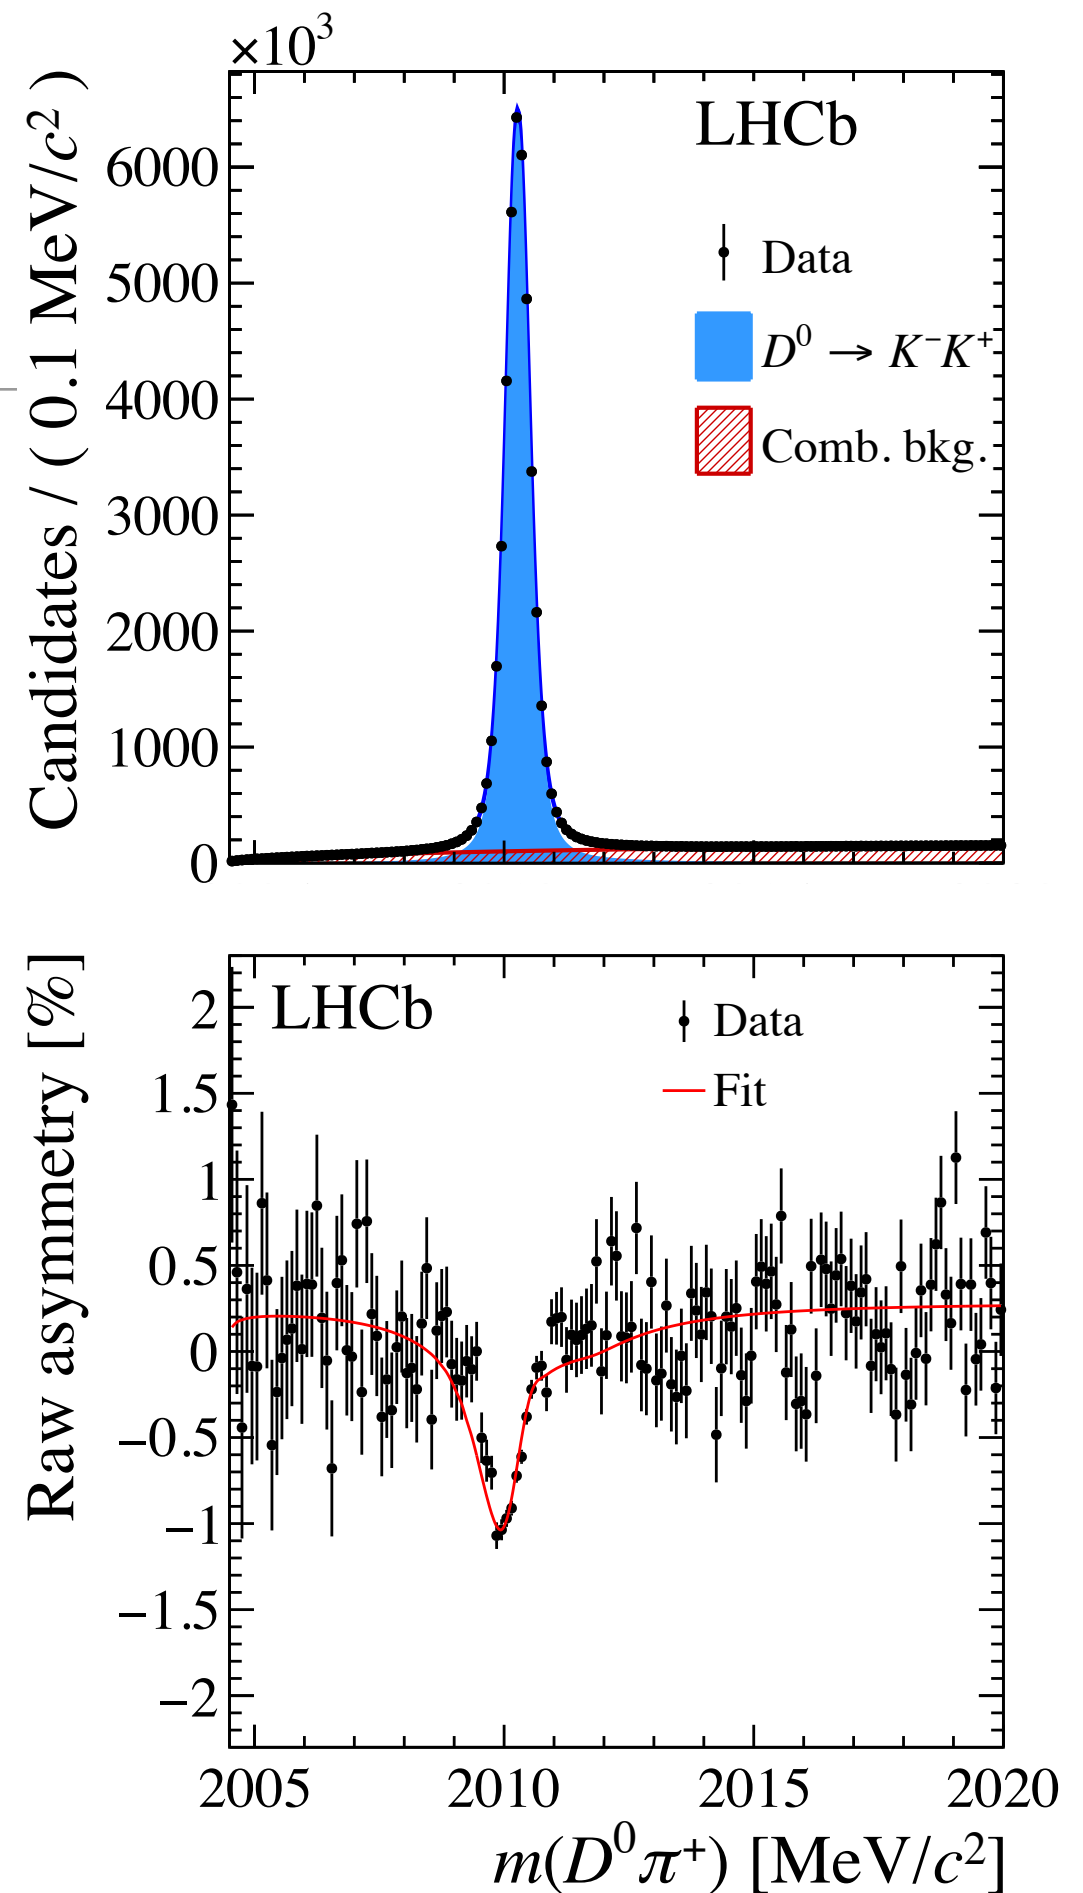 ×10³
Candidates / ( 0.1 MeV/c² )
6000
5000
4000
3000
2000
1000
0
LHCb
Data
D⁰ → K⁻K⁺
Comb. bkg.
Raw asymmetry [%]
2
1.5
1
0.5
0
−0.5
−1
−1.5
−2
LHCb
Data
Fit
2005 2010 2015 2020
m(D⁰π⁺) [MeV/c²]